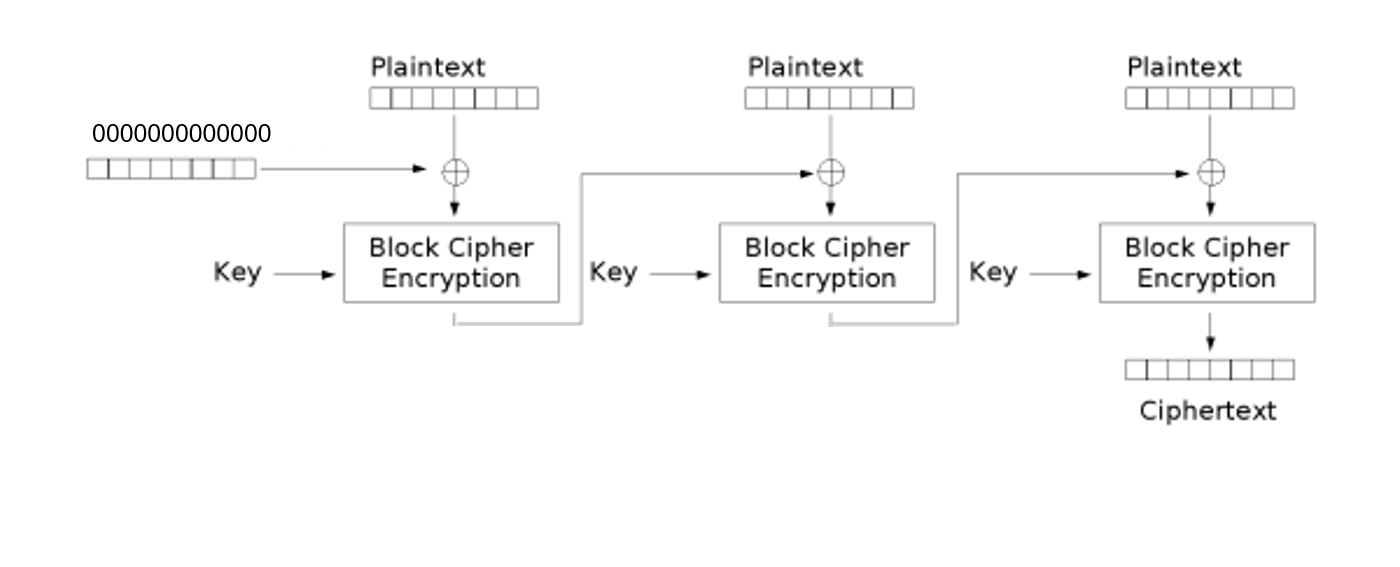 Plaintext
Plaintext
Plaintext
0000000000000
Block Cipher
Encryption
Block Cipher
Encryption
Block Cipher
Encryption
Key
Key
Key
Ciphertext